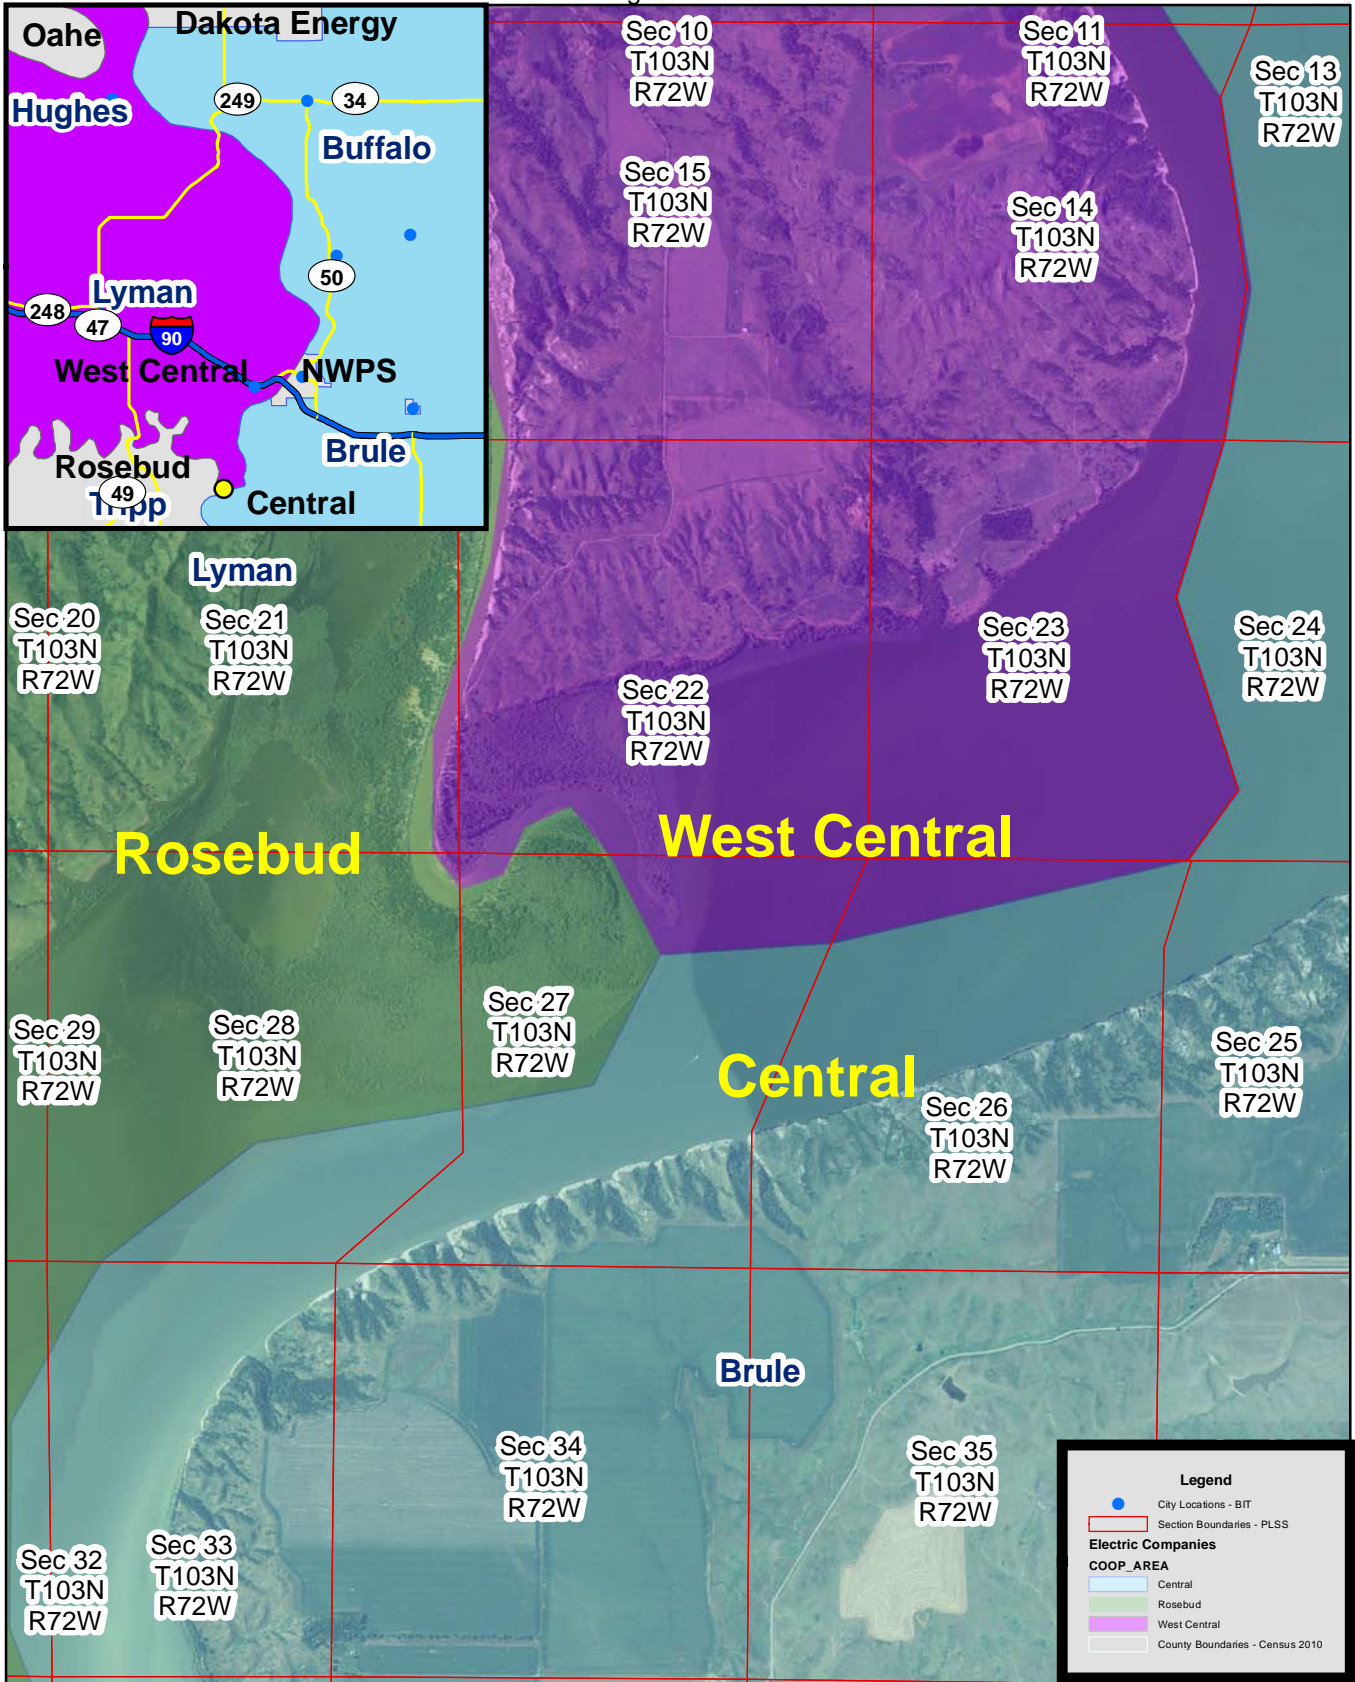 Oahe
Dakota Energy
Hughes
249
34
Buffalo
50
Lyman
248
47
90
West Central
NWPS
Brule
Rosebud
49
Tripp
Central
Sec 10
T103N
R72W
Sec 11
T103N
R72W
Sec 13
T103N
R72W
Sec 15
T103N
R72W
Sec 14
T103N
R72W
Lyman
Sec 20
T103N
R72W
Sec 21
T103N
R72W
Sec 22
T103N
R72W
Sec 23
T103N
R72W
Sec 24
T103N
R72W
Rosebud
West Central
Sec 29
T103N
R72W
Sec 28
T103N
R72W
Sec 27
T103N
R72W
Central
Sec 26
T103N
R72W
Sec 25
T103N
R72W
Brule
Sec 34
T103N
R72W
Sec 35
T103N
R72W
Sec 32
T103N
R72W
Sec 33
T103N
R72W
Legend
City Locations - BIT
Section Boundaries - PLSS
Electric Companies
COOP_AREA
Central
Rosebud
West Central
County Boundaries - Census 2010